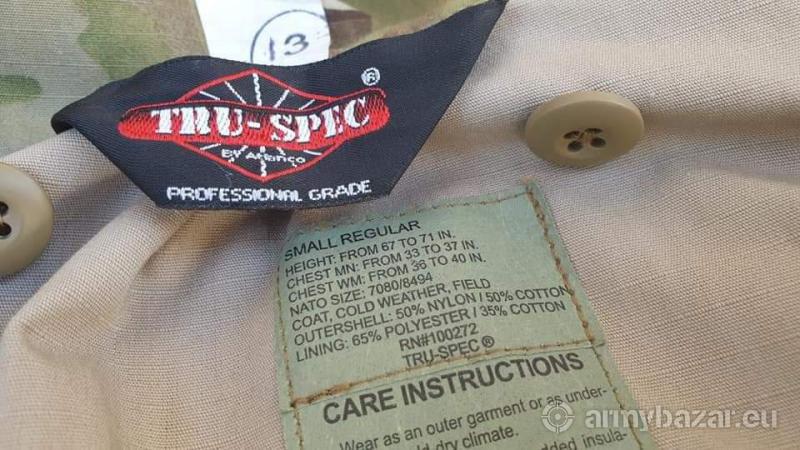 13
TRU-SPEC ®
By Atlanco
PROFESSIONAL GRADE
SMALL REGULAR
HEIGHT: FROM 67 TO 71 IN.
CHEST MN: FROM 33 TO 37 IN.
CHEST WM: FROM 36 TO 40 IN.
NATO SIZE: 7080/8494
COAT, COLD WEATHER, FIELD
OUTERSHELL: 50% NYLON / 50% COTTON
LINING: 65% POLYESTER / 35% COTTON
RN#100272
TRU-SPEC®
CARE INSTRUCTIONS
Wear as an outer garment or as under-
dry climate.
insula-
armybazar.eu